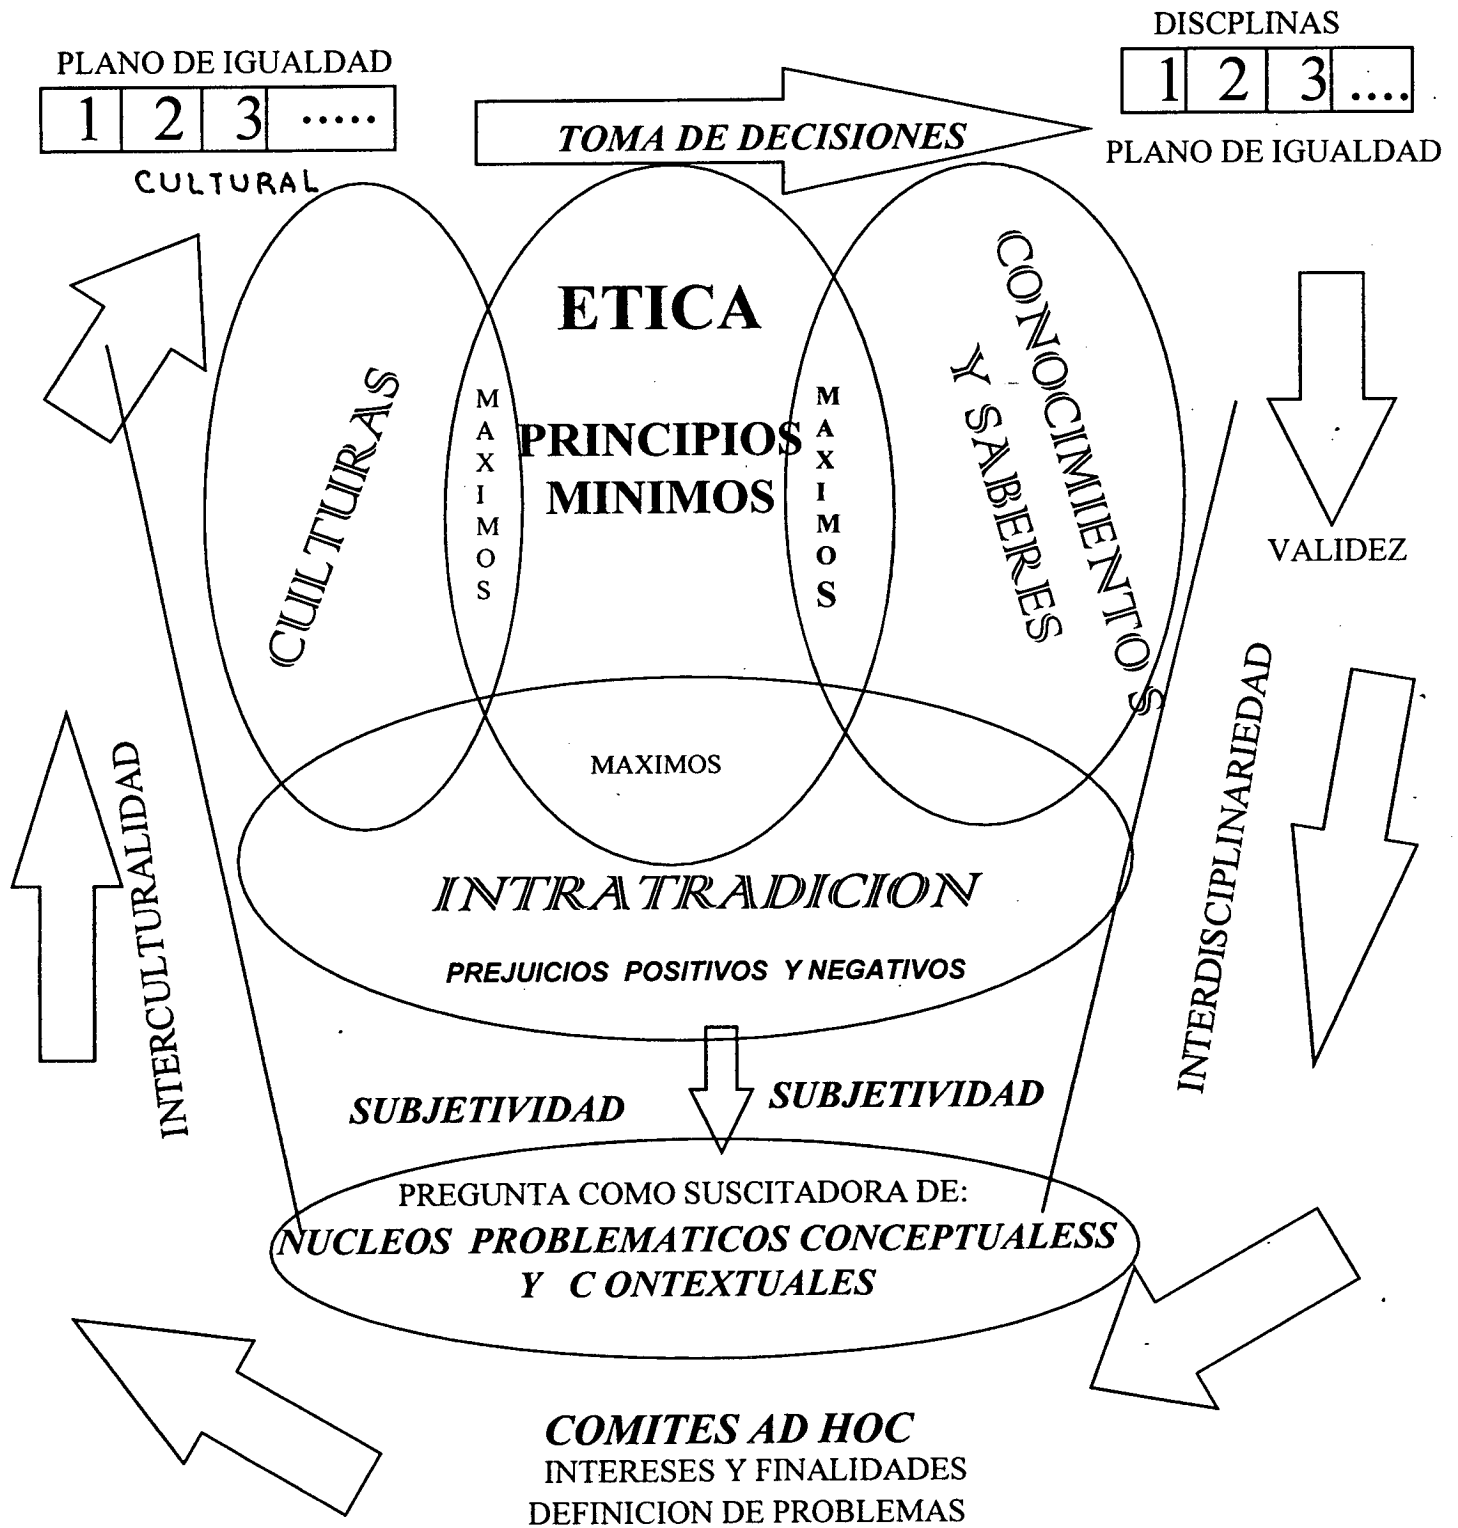 DISCPLINAS
1 2 3 ....
PLANO DE IGUALDAD
PLANO DE IGUALDAD
1 2 3 .....
CULTURAL
TOMA DE DECISIONES
ETICA
PRINCIPIOS
MINIMOS
MAXIMOS
MAXIMOS
CULTURAS
CONOCIMIENTOS
Y SABERES
VALIDEZ
MAXIMOS
INTRATRADICION
PREJUICIOS POSITIVOS Y NEGATIVOS
INTERCULTURALIDAD
INTERDISCIPLINARIEDAD
SUBJETIVIDAD
SUBJETIVIDAD
PREGUNTA COMO SUSCITADORA DE:
NUCLEOS PROBLEMATICOS CONCEPTUALESS
Y C ONTEXTUALES
COMITES AD HOC
INTERESES Y FINALIDADES
DEFINICION DE PROBLEMAS